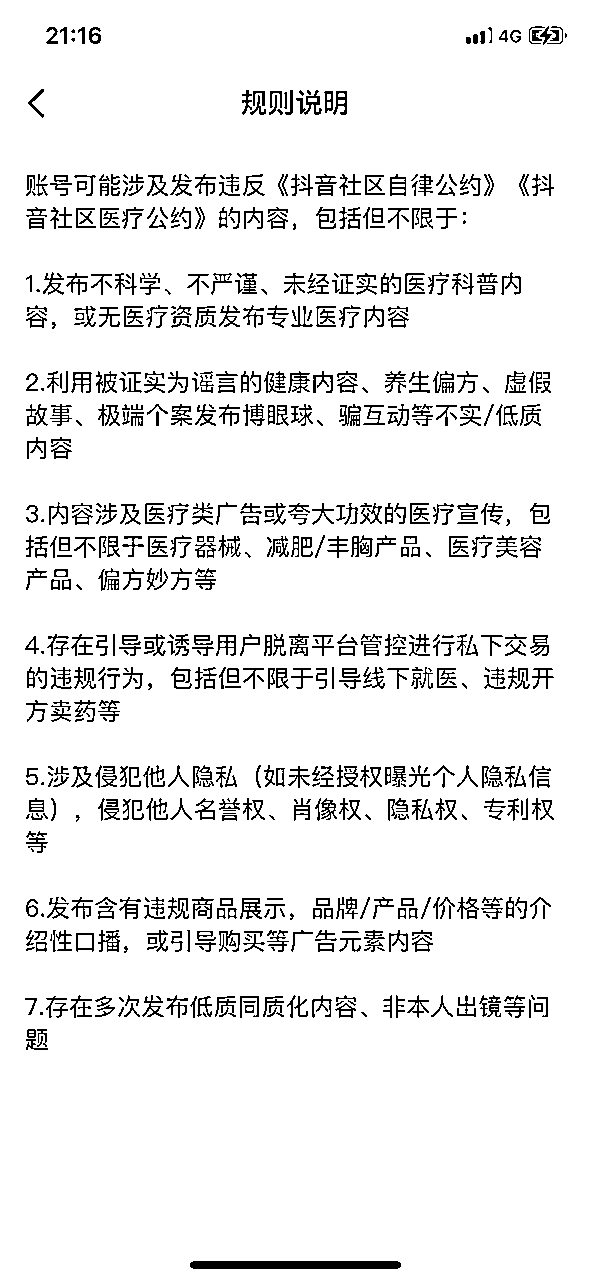 21:16
4G
规则说明
账号可能涉及发布违反《抖音社区自律公约》《抖
音社区医疗公约》的内容，包括但不限于：
1.发布不科学、不严谨、未经证实的医疗科普内
容，或无医疗资质发布专业医疗内容
2.利用被证实为谣言的健康内容、养生偏方、虚假
故事、极端个案发布博眼球、骗互动等不实/低质
内容
3.内容涉及医疗类广告或夸大功效的医疗宣传，包
括但不限于医疗器械、减肥/丰胸产品、医疗美容
产品、偏方妙方等
4.存在引导或诱导用户脱离平台管控进行私下交易
的违规行为，包括但不限于引导线下就医、违规开
方卖药等
5.涉及侵犯他人隐私（如未经授权曝光个人隐私信
息），侵犯他人名誉权、肖像权、隐私权、专利权
等
6.发布含有违规商品展示，品牌/产品/价格等的介
绍性口播，或引导购买等广告元素内容
7.存在多次发布低质同质化内容、非本人出镜等问
题